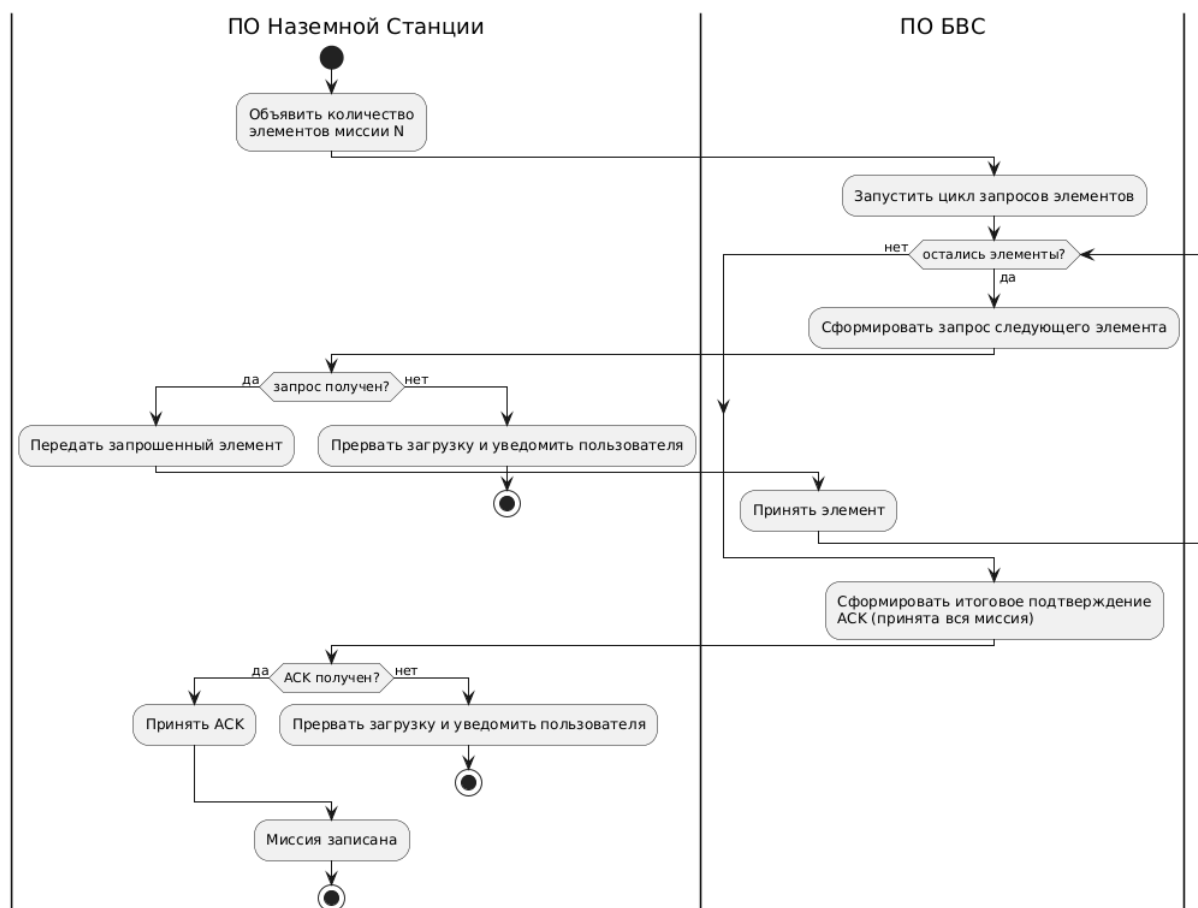 ПО Наземной Станции
ПО БВС
Объявить количество
элементов миссии N
Запустить цикл запросов элементов
нет
остались элементы?
да
Сформировать запрос следующего элемента
да
запрос получен?
нет
Передать запрошенный элемент
Прервать загрузку и уведомить пользователя
Принять элемент
Сформировать итоговое подтверждение
ACK (принята вся миссия)
да
ACK получен?
нет
Принять ACK
Прервать загрузку и уведомить пользователя
Миссия записана